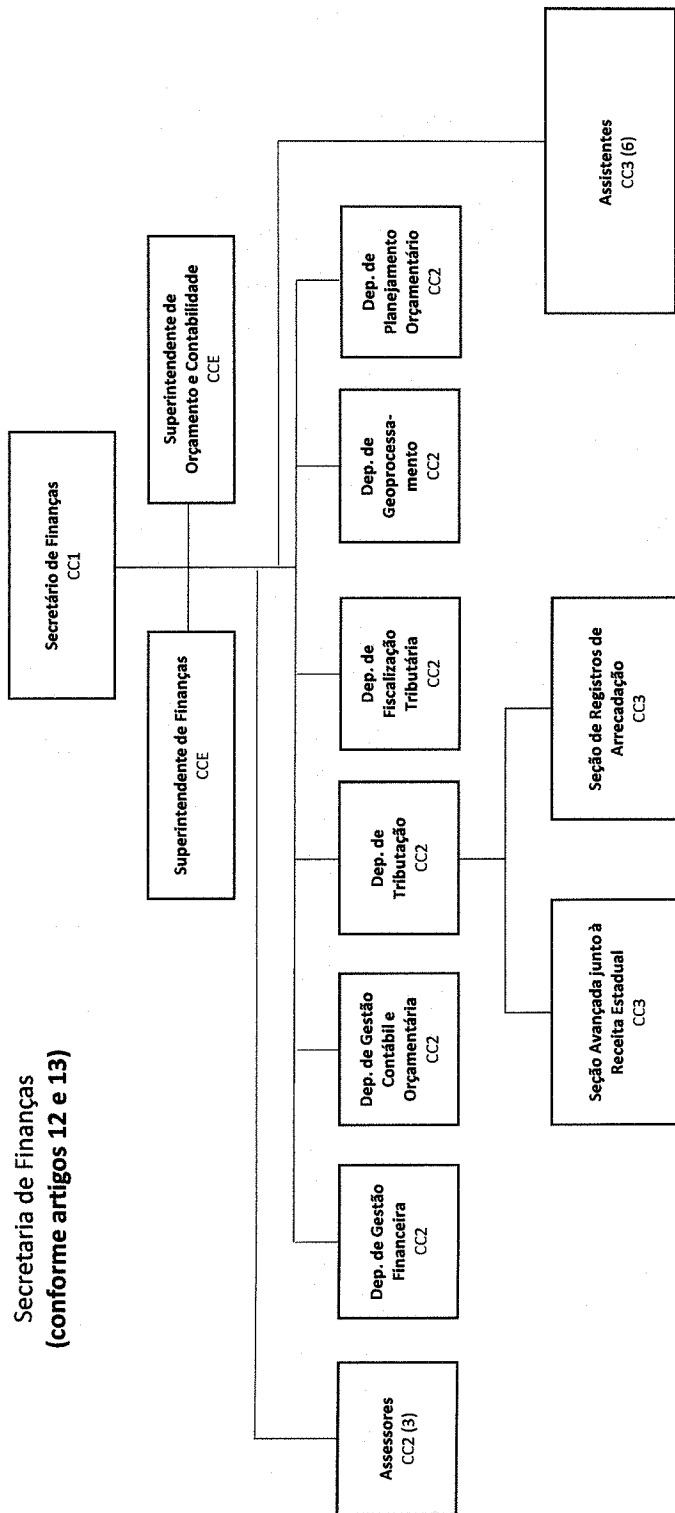 Secretaria de Finanças
(conforme artigos 12 e 13)
Secretário de Finanças
CC1
Superintendente de Finanças
CCE
Superintendente de
Orçamento e Contabilidade
CCE
Assessores
CC2 (3)
Dep. de Gestão
Financeira
CC2
Dep. de Gestão
Contábil e
Orçamentária
CC2
Dep. de
Tributação
CC2
Dep. de
Fiscalização
Tributária
CC2
Dep. de
Geoprocessa-
mento
CC2
Dep. de
Planejamento
Orçamentário
CC2
Seção Avançada junto à
Receita Estadual
CC3
Seção de Registros de
Arrecadação
CC3
Assistentes
CC3 (6)